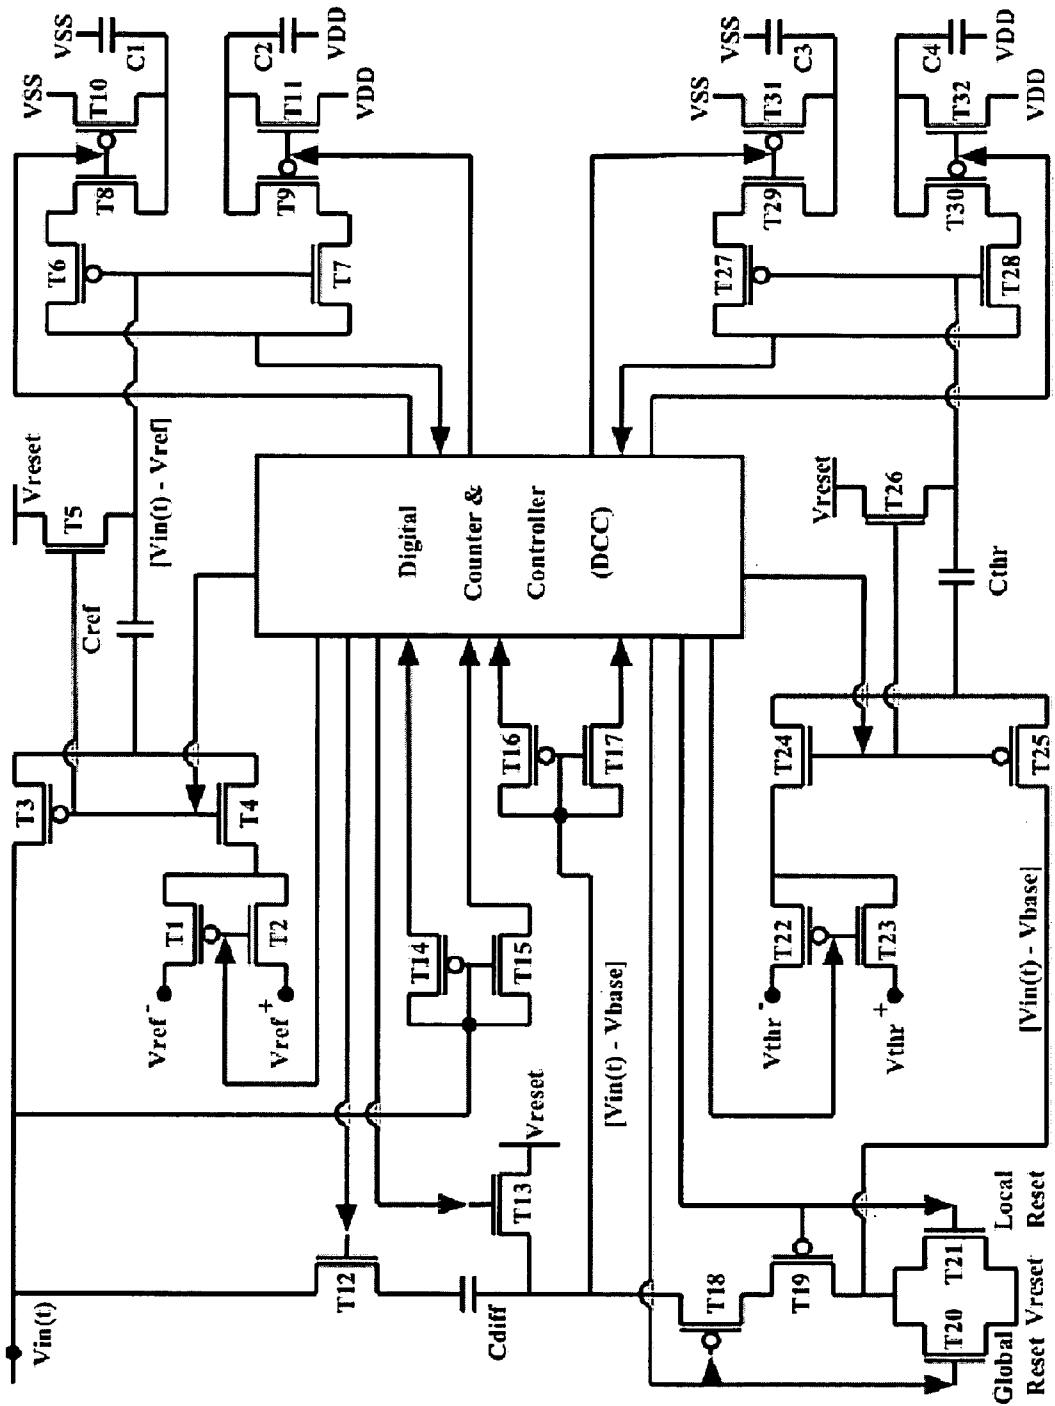 VSS
C1
VSS
T10
T8
T6
C2
VDD
T11
VDD
T9
T7
VSS
C3
VSS
T31
T29
T27
C4
VDD
T32
VDD
T30
T28
Vreset
T5
[Vin(t) - Vref]
Cref
Digital
Counter &
Controller
(DCC)
Vreset
T26
Cthr
T3
T4
T1
T2
Vref-
Vref+
T16
T17
T14
T15
T24
T25
T22
T23
Vthr-
Vthr+
[Vin(t) - Vbase]
[Vin(t) - Vbase]
Vreset
T13
Vin(t)
T12
Cdiff
T18
T19
T20
T21
Global
Reset
Vreset
Local
Reset